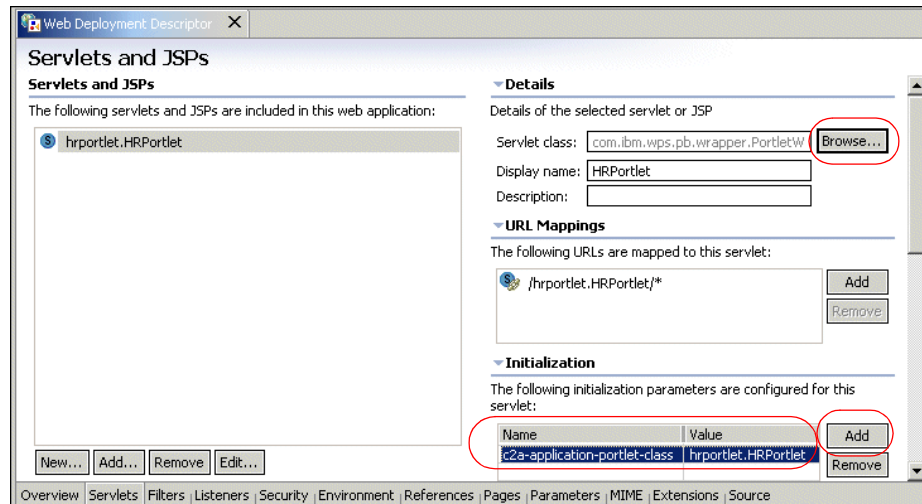 Web Deployment Descriptor X
Servlets and JSPs
Servlets and JSPs
The following servlets and JSPs are included in this web application:
S hrportlet.HRPortlet
New... Add... Remove Edit...
Details
Details of the selected servlet or JSP
Servlet class: com.ibm.wps.pb.wrapper.PortletW Browse...
Display name: HRPortlet
Description:
URL Mappings
The following URLs are mapped to this servlet:
S /hrportlet.HRPortlet/* Add
Remove
Initialization
The following initialization parameters are configured for this
servlet:
Name Value Add
c2a-application-portlet-class hrportlet.HRPortlet Remove
Overview Servlets Filters Listeners Security Environment References Pages Parameters MIME Extensions Source